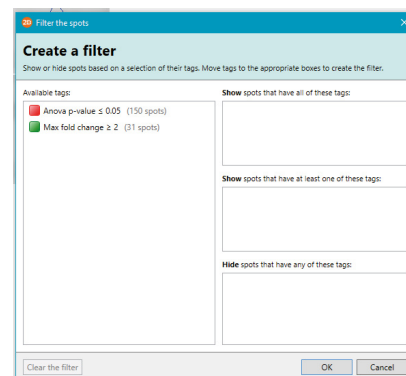 2D Filter the spots
Create a filter
Show or hide spots based on a selection of their tags. Move tags to the appropriate boxes to create the filter.
Available tags:
Anova p-value ≤ 0.05 (150 spots)
Max fold change ≥ 2 (31 spots)
Show spots that have all of these tags:
Show spots that have at least one of these tags:
Hide spots that have any of these tags:
Clear the filter
OK
Cancel